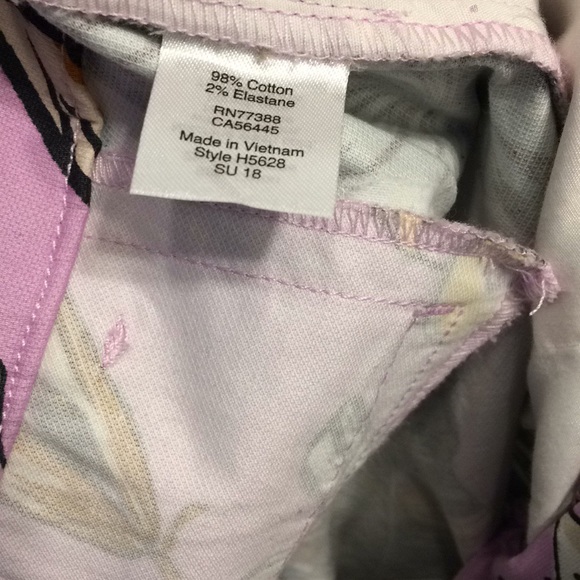 98% Cotton
2% Elastane
RN77388
CA56445
Made in Vietnam
Style H5628
SU 18